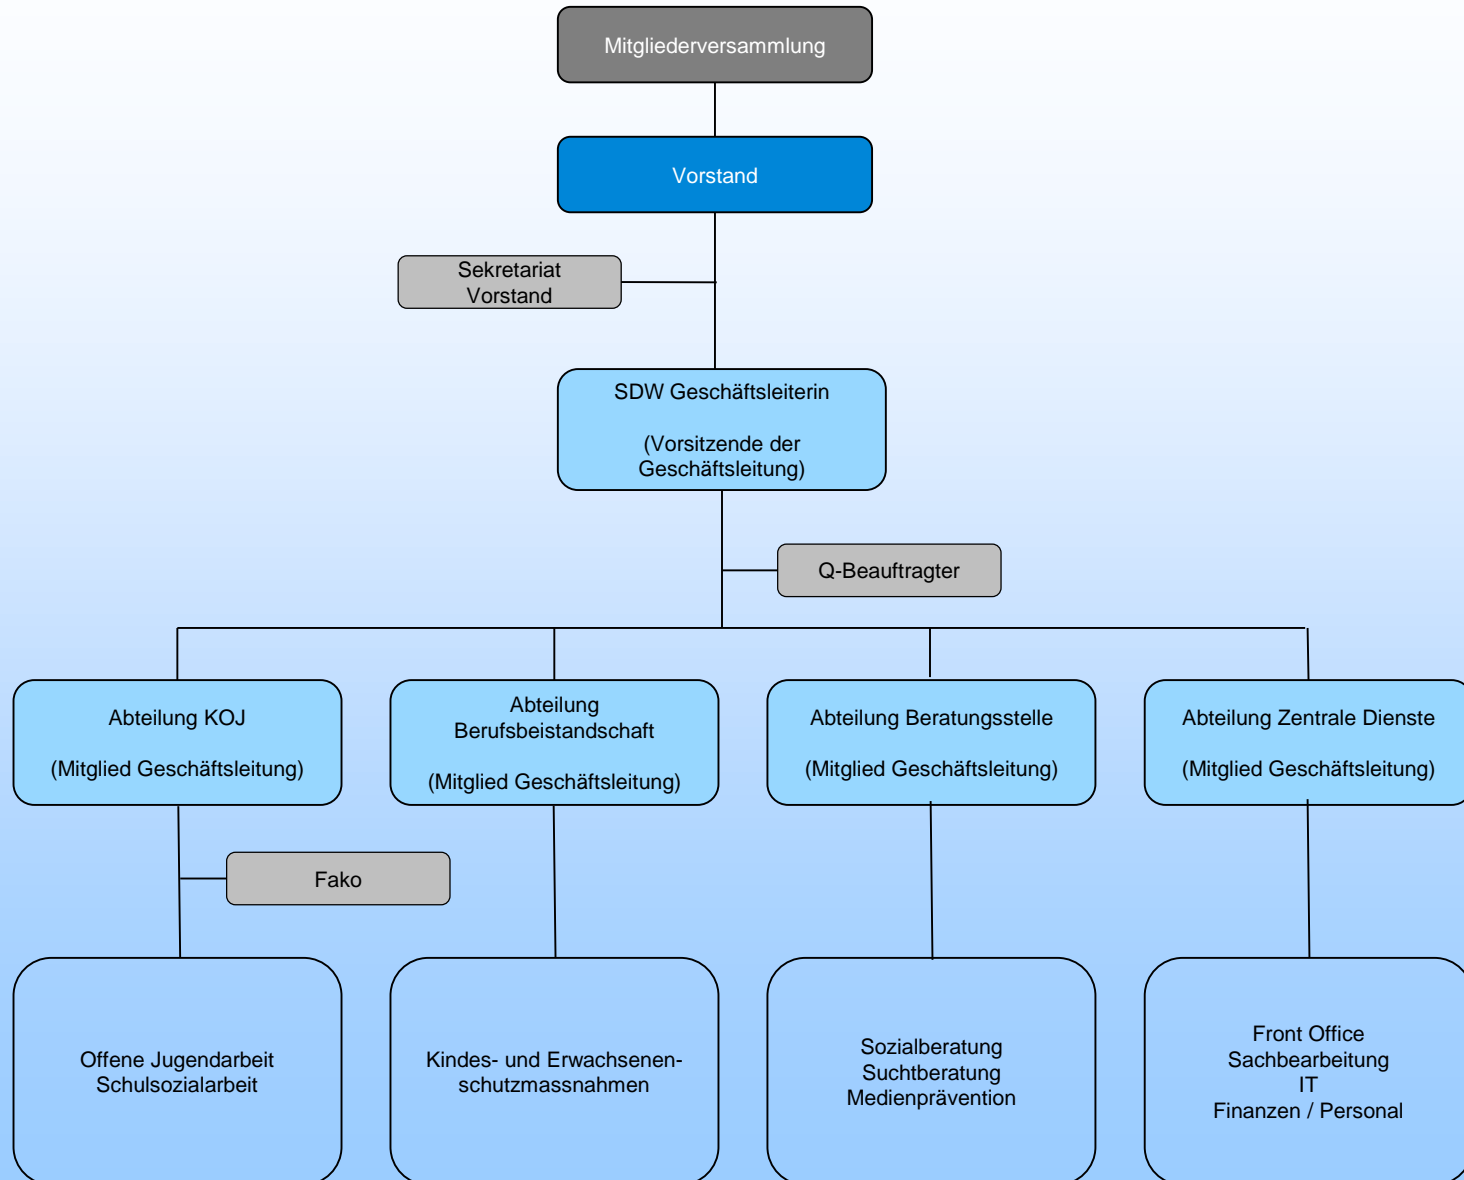 Mitgliederversammlung
Vorstand
Sekretariat
Vorstand
SDW Geschäftsleiterin
(Vorsitzende der
Geschäftsleitung)
Q-Beauftragter
Abteilung KOJ
(Mitglied Geschäftsleitung)
Abteilung
Berufsbeistandschaft
(Mitglied Geschäftsleitung)
Abteilung Beratungsstelle
(Mitglied Geschäftsleitung)
Abteilung Zentrale Dienste
(Mitglied Geschäftsleitung)
Fako
Offene Jugendarbeit
Schulsozialarbeit
Kindes- und Erwachsenen-
schutzmassnahmen
Sozialberatung
Suchtberatung
Medienprävention
Front Office
Sachbearbeitung
IT
Finanzen / Personal